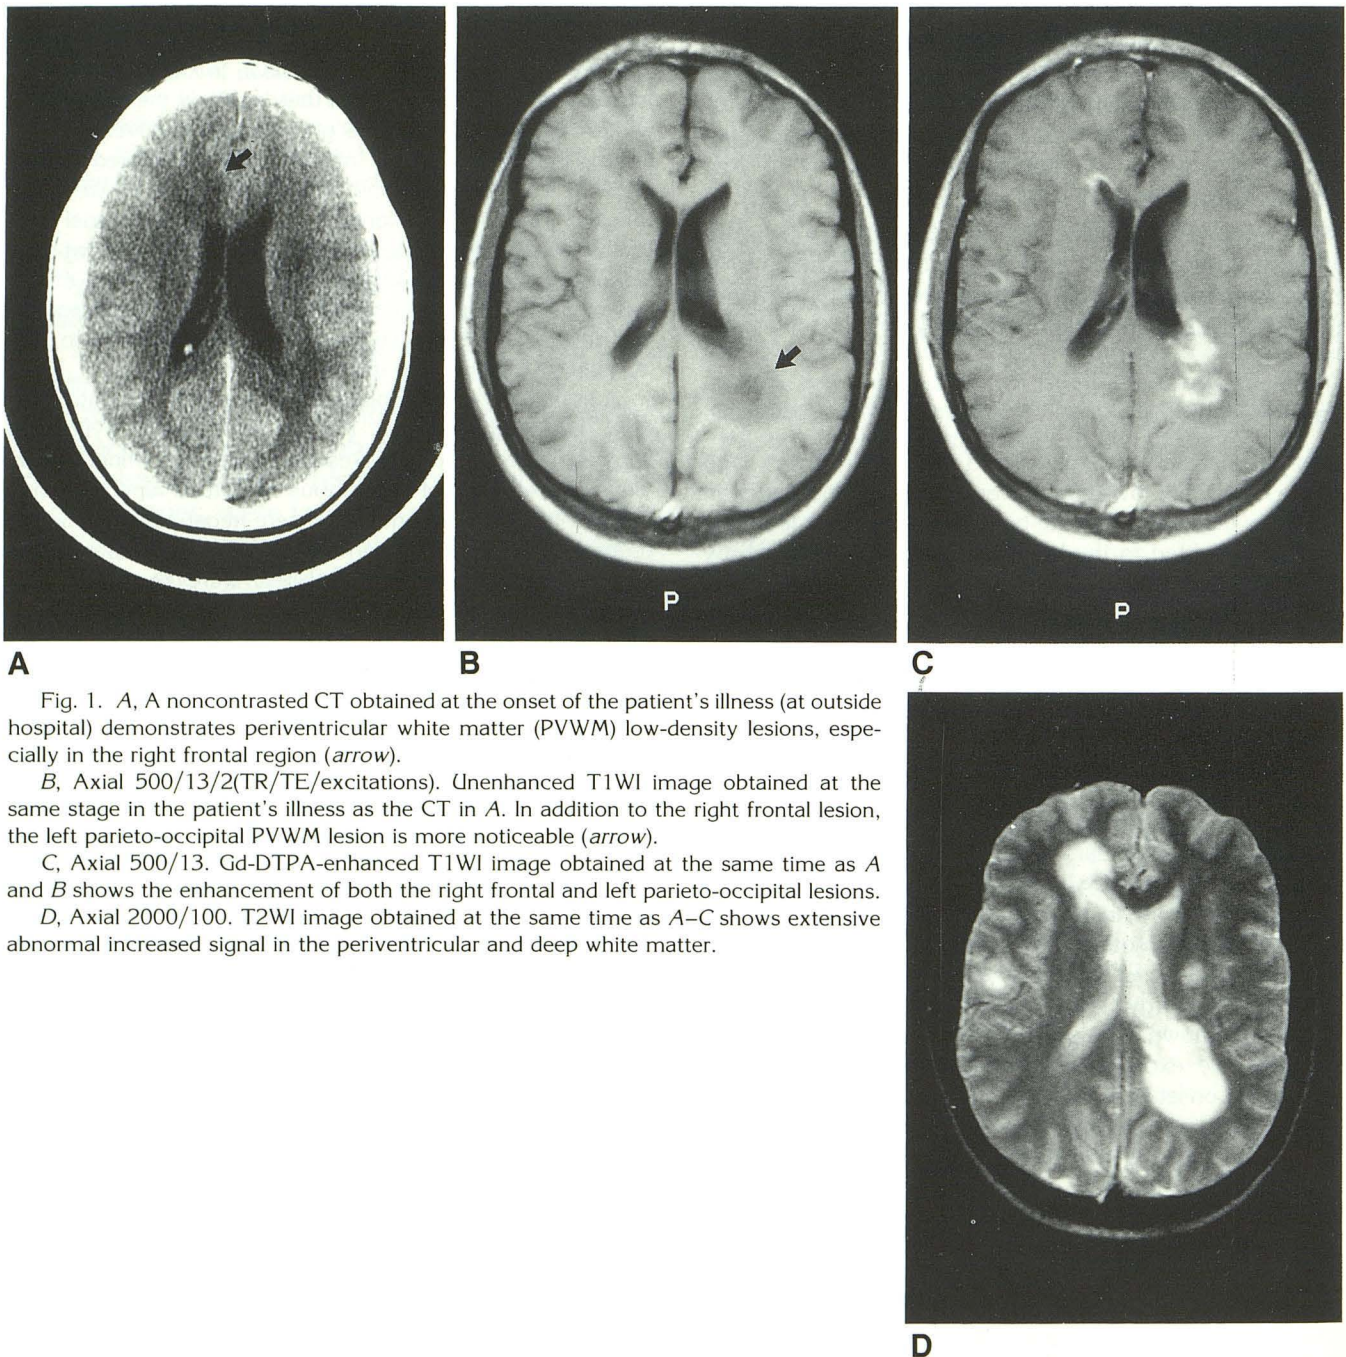 P
P
A
B
C
Fig. 1. A, A noncontrasted CT obtained at the onset of the patient's illness (at outside
hospital) demonstrates periventricular white matter (PVWM) low-density lesions, espe-
cially in the right frontal region (arrow).
B, Axial 500/13/2(TR/TE/excitations). Unenhanced T1WI image obtained at the
same stage in the patient's illness as the CT in A. In addition to the right frontal lesion,
the left parieto-occipital PVWM lesion is more noticeable (arrow).
C, Axial 500/13. Gd-DTPA-enhanced T1WI image obtained at the same time as A
and B shows the enhancement of both the right frontal and left parieto-occipital lesions.
D, Axial 2000/100. T2WI image obtained at the same time as A–C shows extensive
abnormal increased signal in the periventricular and deep white matter.
D